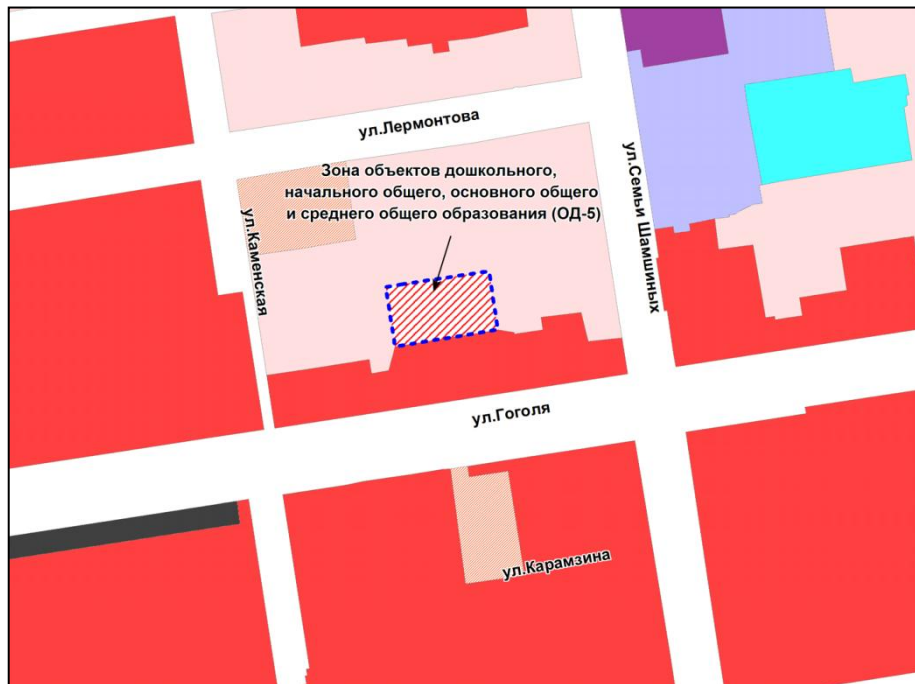 ул.Лермонтова
Зона объектов дошкольного,
начального общего, основного общего
и среднего общего образования (ОД-5)
ул.Каменская
ул.Семьи Шамшиных
ул.Гоголя
ул.Карамзина